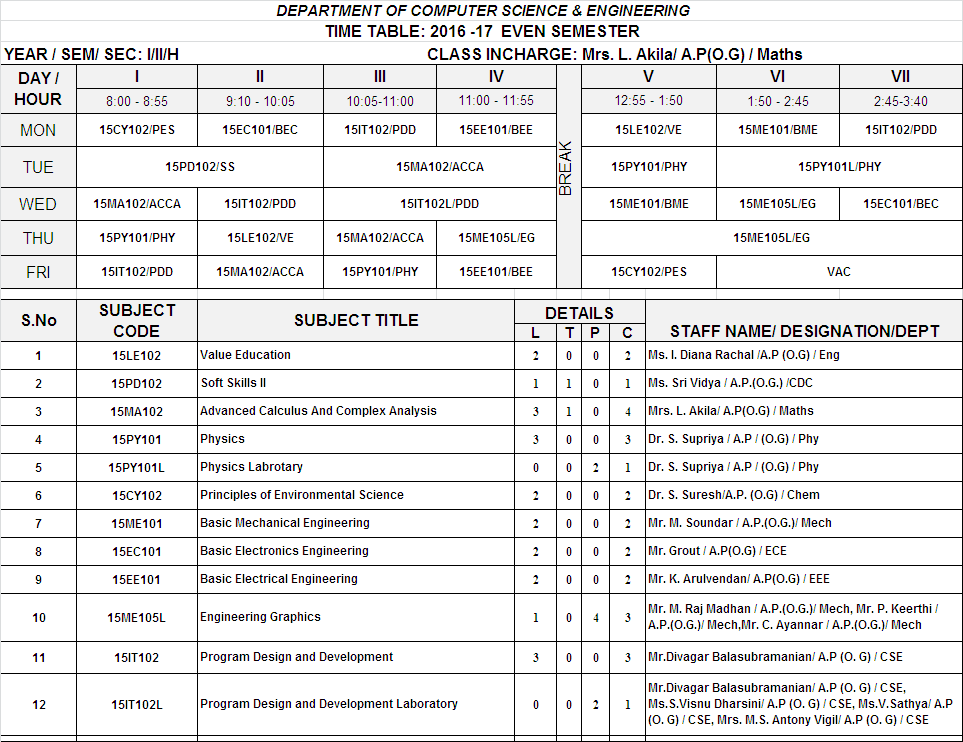 DEPARTMENT OF COMPUTER SCIENCE & ENGINEERING
TIME TABLE: 2016 -17 EVEN SEMESTER
YEAR / SEM/ SEC: I/II/H CLASS INCHARGE: Mrs. L. Akila/ A.P(O.G) / Maths
DAY / HOUR I II III IV BREAK V VI VII
8:00 - 8:55 9:10 - 10:05 10:05-11:00 11:00 - 11:55 12:55 - 1:50 1:50 - 2:45 2:45-3:40
MON 15CY102/PES 15EC101/BEC 15IT102/PDD 15EE101/BEE 15LE102/VE 15ME101/BME 15IT102/PDD
TUE 15PD102/SS 15MA102/ACCA 15PY101/PHY 15PY101L/PHY
WED 15MA102/ACCA 15IT102/PDD 15IT102L/PDD 15ME101/BME 15ME105L/EG 15EC101/BEC
THU 15PY101/PHY 15LE102/VE 15MA102/ACCA 15ME105L/EG 15ME105L/EG
FRI 15IT102/PDD 15MA102/ACCA 15PY101/PHY 15EE101/BEE 15CY102/PES VAC
S.No SUBJECT CODE SUBJECT TITLE DETAILS STAFF NAME/ DESIGNATION/DEPT
L T P C
1 15LE102 Value Education 2 0 0 2 Ms. I. Diana Rachal /A.P (O.G) / Eng
2 15PD102 Soft Skills II 1 1 0 1 Ms. Sri Vidya / A.P.(O.G.) /CDC
3 15MA102 Advanced Calculus And Complex Analysis 3 1 0 4 Mrs. L. Akila/ A.P(O.G) / Maths
4 15PY101 Physics 3 0 0 3 Dr. S. Supriya / A.P / (O.G) / Phy
5 15PY101L Physics Labrotary 0 0 2 1 Dr. S. Supriya / A.P / (O.G) / Phy
6 15CY102 Principles of Environmental Science 2 0 0 2 Dr. S. Suresh/A.P. (O.G) / Chem
7 15ME101 Basic Mechanical Engineering 2 0 0 2 Mr. M. Soundar / A.P.(O.G.)/ Mech
8 15EC101 Basic Electronics Engineering 2 0 0 2 Mr. Grout / A.P(O.G) / ECE
9 15EE101 Basic Electrical Engineering 2 0 0 2 Mr. K. Arulvendan/ A.P(O.G) / EEE
10 15ME105L Engineering Graphics 1 0 4 3 Mr. M. Raj Madhan / A.P.(O.G.)/ Mech, Mr. P. Keerthi /
A.P.(O.G.)/ Mech,Mr. C. Ayannar / A.P.(O.G.)/ Mech
11 15IT102 Program Design and Development 3 0 0 3 Mr.Divagar Balasubramanian/ A.P (O. G) / CSE
12 15IT102L Program Design and Development Laboratory 0 0 2 1 Mr.Divagar Balasubramanian/ A.P (O. G) / CSE,
Ms.S.Visnu Dharsini/ A.P (O. G) / CSE, Ms.V.Sathya/ A.P
(O. G) / CSE, Mrs. M.S. Antony Vigil/ A.P (O. G) / CSE